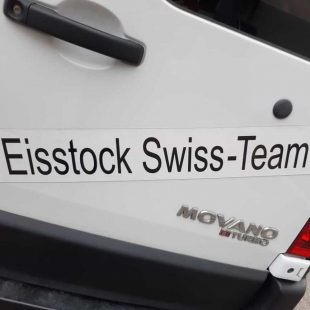 Eisstock Swiss-Team
MOVANO
BITURBO